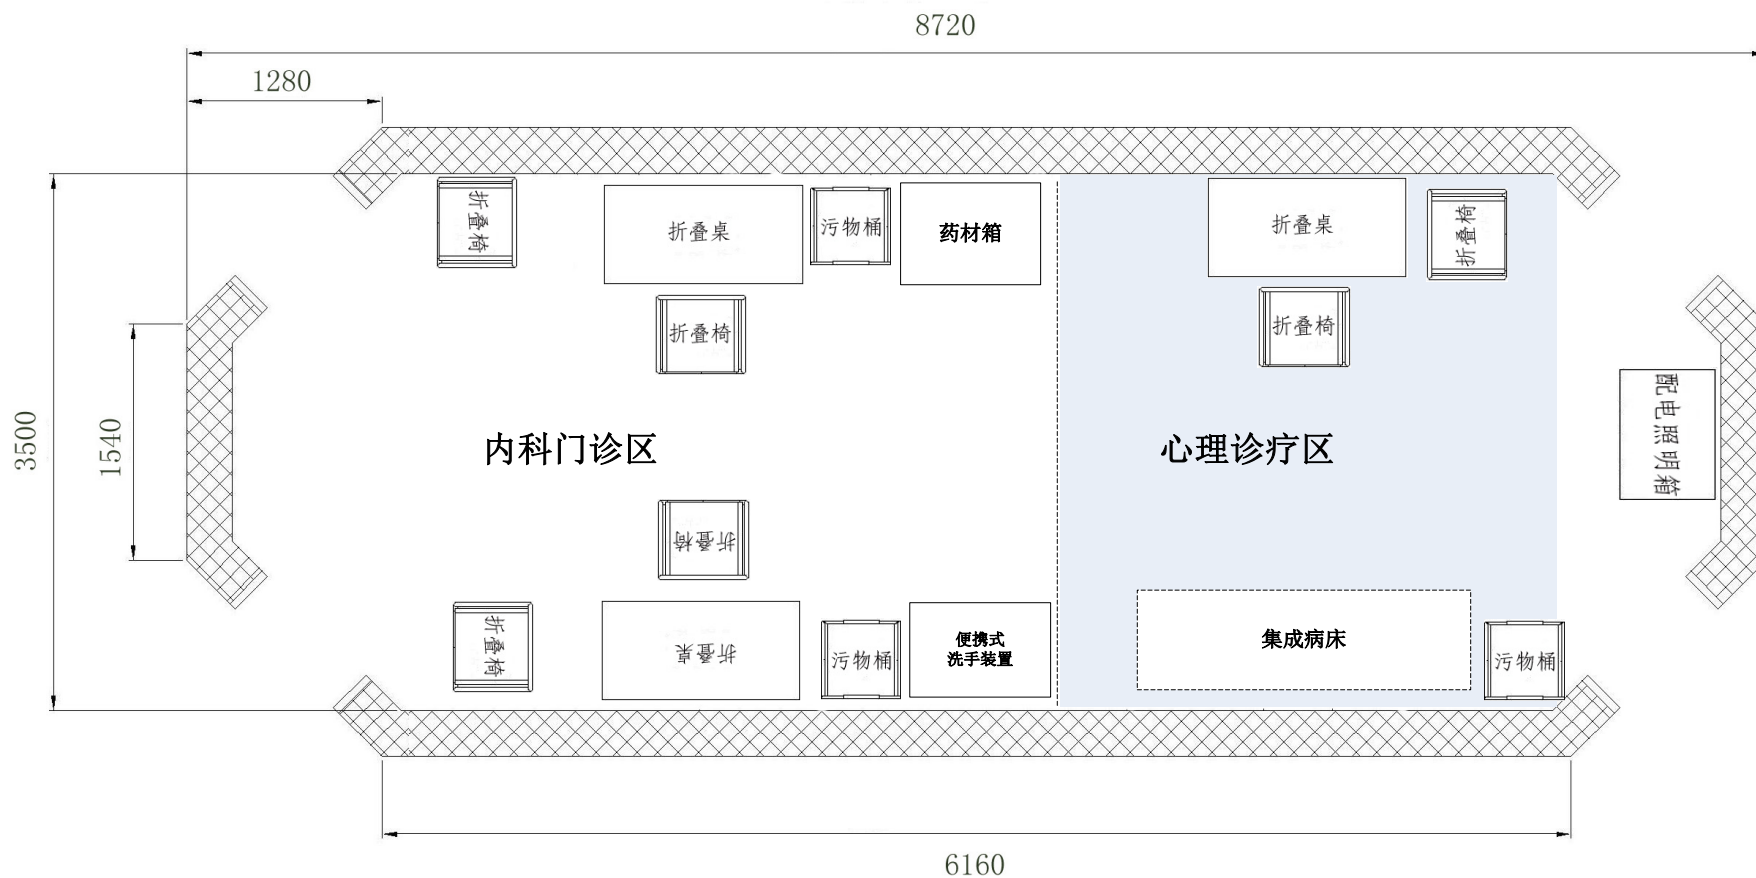 8720
1280
折叠椅
折叠桌
污物桶
药材箱
折叠桌
折叠椅
折叠椅
折叠椅
配电照明箱
3500
1540
内科门诊区
心理诊疗区
折叠椅
折叠椅
折叠桌
污物桶
便携式
洗手装置
集成病床
污物桶
6160